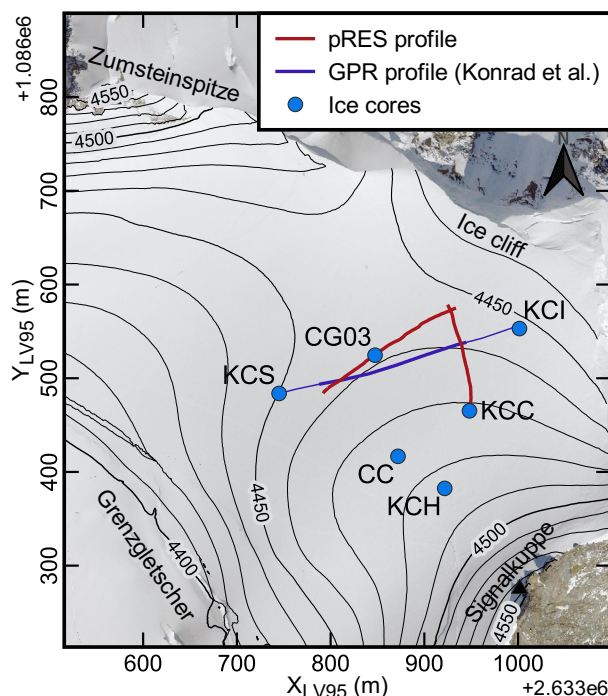 +1.086e6
pRES profile
GPR profile (Konrad et al.)
Ice cores
Zumsteinspitze
4550
4500
N
Ice cliff
4450
KCI
CG03
KCS
KCC
CC
KCH
4450
4500
4400
Grenzgletscher
Signalkuppe
4550
800
700
600
500
400
300
Y LV95 (m)
600 700 800 900 1000
X LV95 (m)
+2.633e6